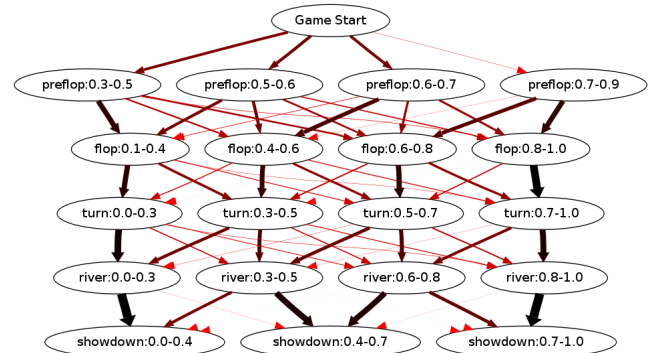 Game Start
preflop:0.3-0.5 preflop:0.5-0.6 preflop:0.6-0.7 preflop:0.7-0.9
flop:0.1-0.4 flop:0.4-0.6 flop:0.6-0.8 flop:0.8-1.0
turn:0.0-0.3 turn:0.3-0.5 turn:0.5-0.7 turn:0.7-1.0
river:0.0-0.3 river:0.3-0.5 river:0.6-0.8 river:0.8-1.0
showdown:0.0-0.4 showdown:0.4-0.7 showdown:0.7-1.0